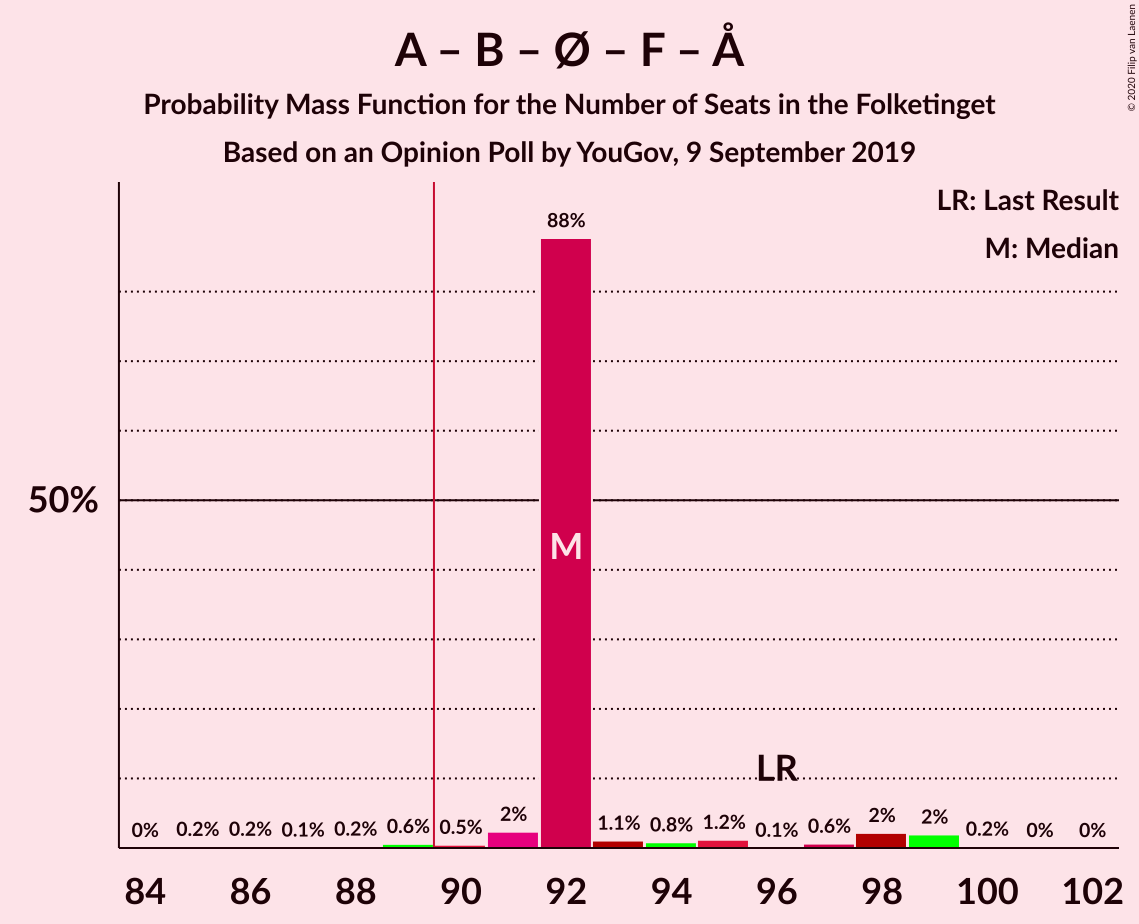 A – B – Ø – F – Å
Probability Mass Function for the Number of Seats in the Folketinget
Based on an Opinion Poll by YouGov, 9 September 2019
© 2020 Filip van Laenen
LR: Last Result
M: Median
88%
50%
M
LR
0% 0.2% 0.2% 0.1% 0.2% 0.6% 0.5% 2% 1.1% 0.8% 1.2% 0.1% 0.6% 2% 2% 0.2% 0% 0%
84 86 88 90 92 94 96 98 100 102